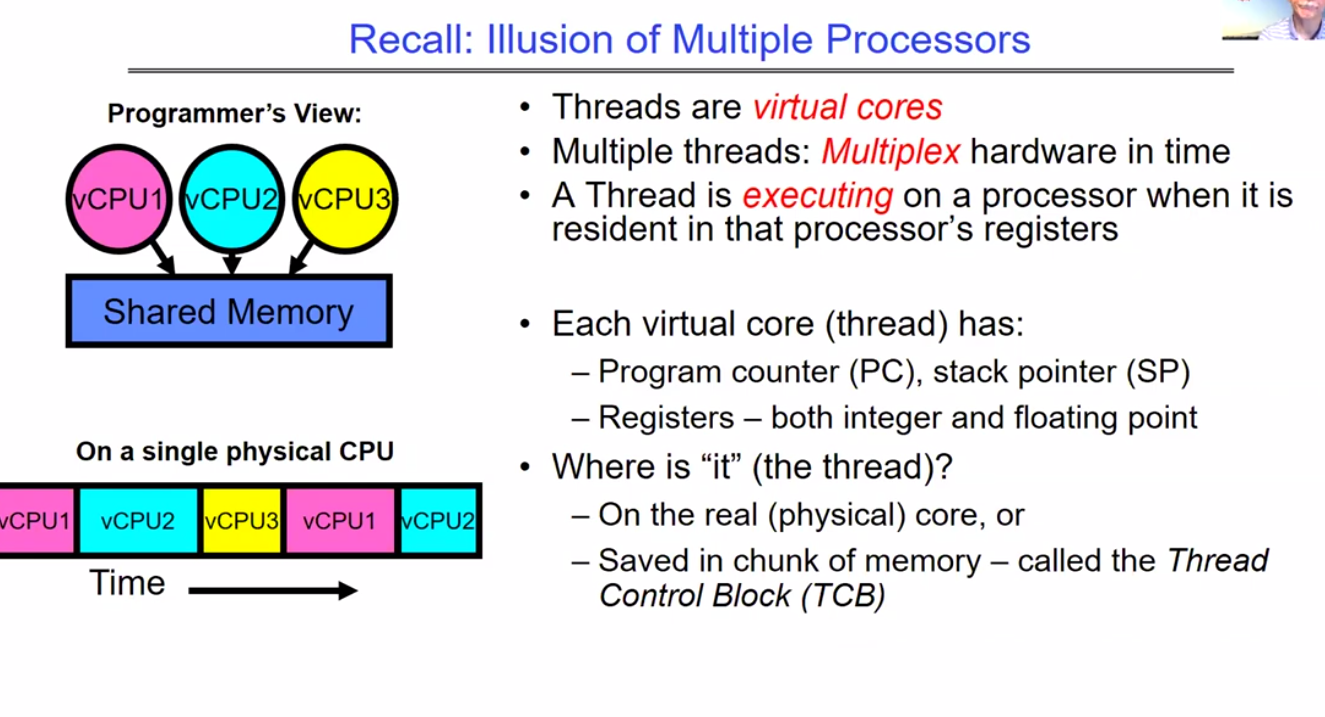 Recall: Illusion of Multiple Processors
Programmer's View:
vCPU1
vCPU2
vCPU3
Shared Memory
On a single physical CPU
vCPU1
vCPU2
vCPU3
vCPU1
vCPU2
Time
• Threads are virtual cores
• Multiple threads: Multiplex hardware in time
• A Thread is executing on a processor when it is
resident in that processor's registers
• Each virtual core (thread) has:
– Program counter (PC), stack pointer (SP)
– Registers – both integer and floating point
• Where is “it” (the thread)?
– On the real (physical) core, or
– Saved in chunk of memory – called the Thread
Control Block (TCB)